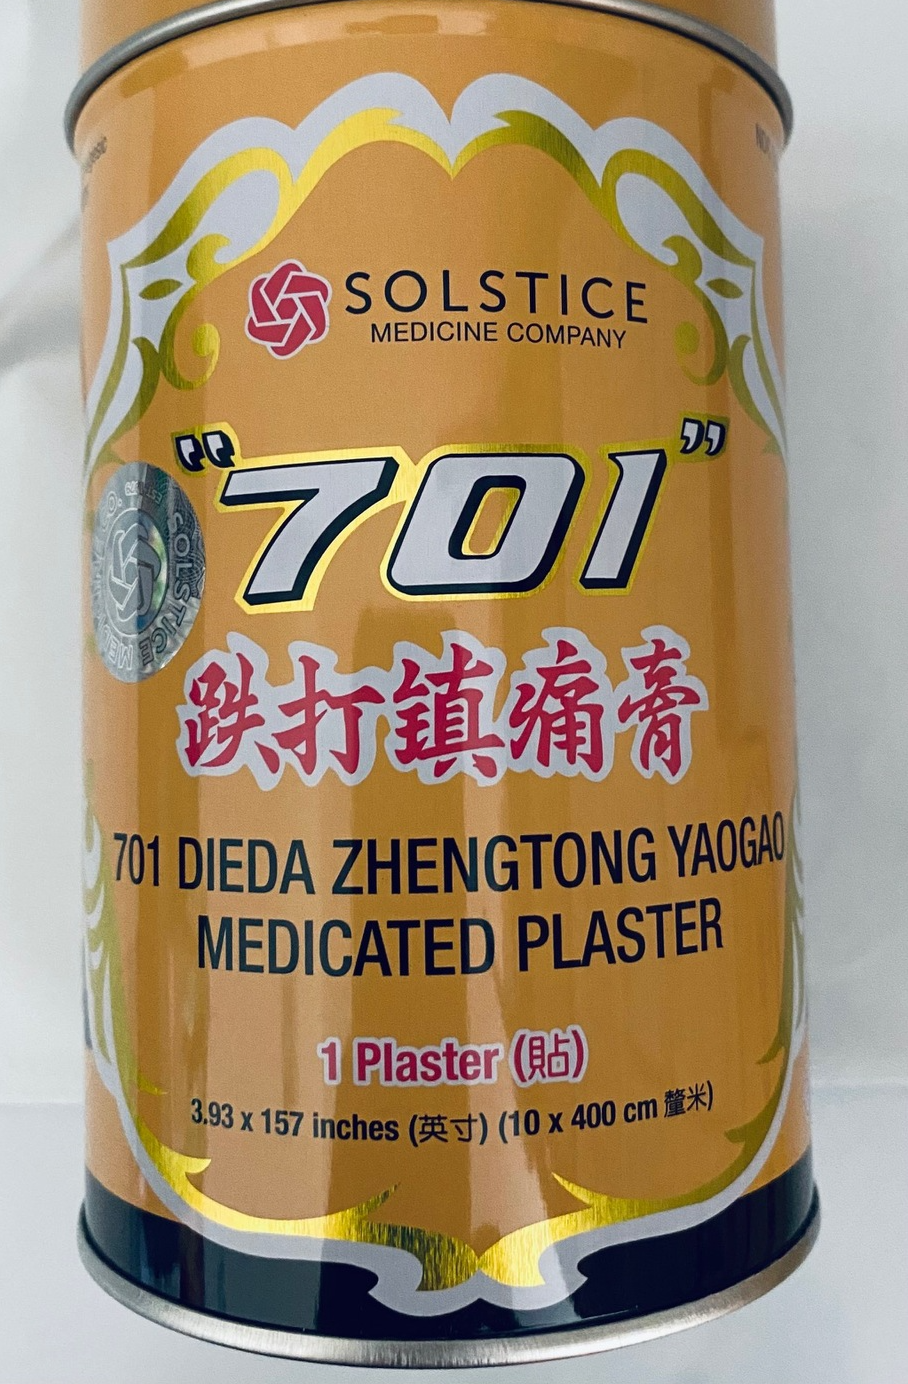 SOLSTICE
MEDICINE COMPANY
"701"
跌打鎮痛膏
701 DIEDA ZHENGTONG YAOGAO
MEDICATED PLASTER
1 Plaster (貼)
3.93 x 157 inches (英寸) (10 x 400 cm 釐米)
SOLSTICE